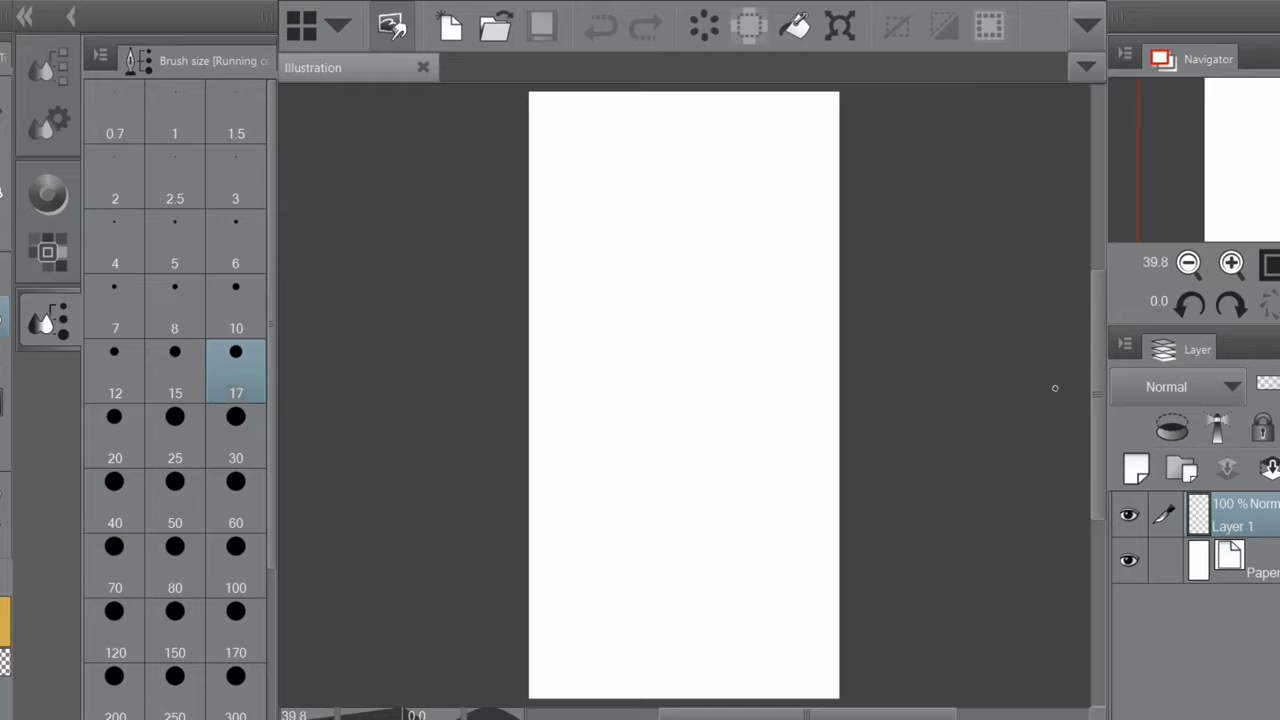 Brush size [Running co
Illustration
Navigator
0.7 1 1.5
2 2.5 3
4 5 6
7 8 10
12 15 17
20 25 30
40 50 60
70 80 100
120 150 170
200 250 300
39.8
0.0
Layer
Normal
100 % Norm
Layer 1
Paper
39.8 0.0